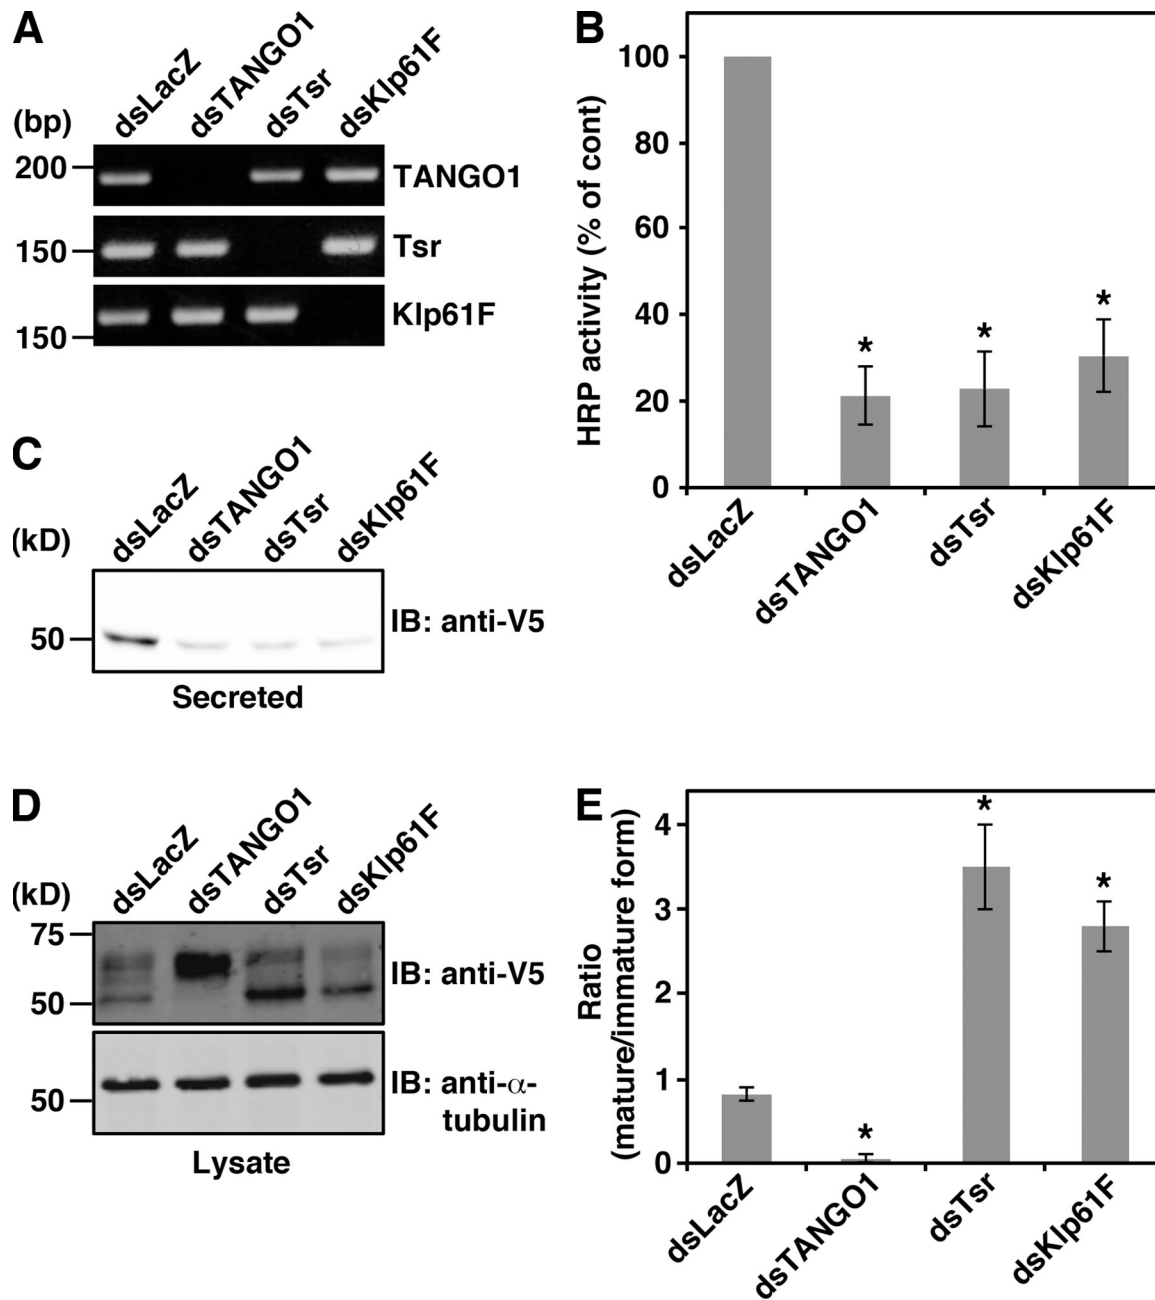 A
dsLacZ
dsTANGO1
dsTsr
dsKlp61F
(bp)
200
TANGO1
150
Tsr
150
Klp61F
B
HRP activity (% of cont)
100
80
60
40
20
0
*
*
*
dsLacZ
dsTANGO1
dsTsr
dsKlp61F
C
dsLacZ
dsTANGO1
dsTsr
dsKlp61F
(kD)
50
IB: anti-V5
Secreted
D
dsLacZ
dsTANGO1
dsTsr
dsKlp61F
(kD)
75
50
IB: anti-V5
50
IB: anti-α-
tubulin
Lysate
E
Ratio
(mature/immature form)
4
3
2
1
0
*
*
*
dsLacZ
dsTANGO1
dsTsr
dsKlp61F